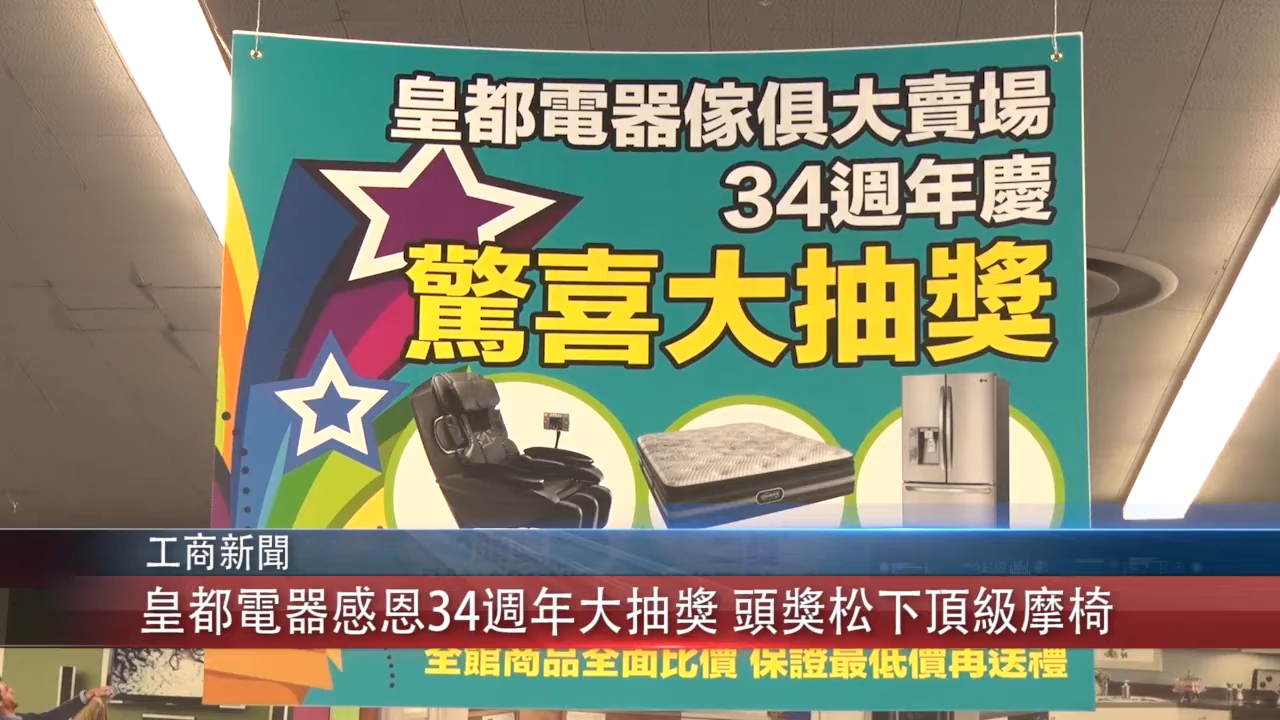 皇都電器傢俱大賣場
34週年慶
驚喜大抽獎
工商新聞
皇都電器感恩34週年大抽獎 頭獎松下頂級摩椅
全館商品全面比價 保證最低價再送禮